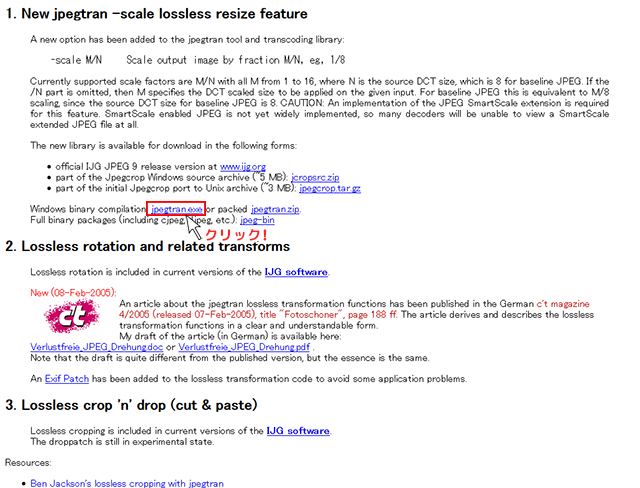 1. New jpegtran -scale lossless resize feature
A new option has been added to the jpegtran tool and transcoding library:
-scale M/N Scale output image by fraction M/N, eg, 1/8
Currently supported scale factors are M/N with all M from 1 to 16, where N is the source DCT size, which is 8 for baseline JPEG. If the
/N part is omitted, then M specifies the DCT scaled size to be applied on the given input. For baseline JPEG this is equivalent to M/8
scaling, since the source DCT size for baseline JPEG is 8. CAUTION: An implementation of the JPEG SmartScale extension is required
for this feature. SmartScale enabled JPEG is not yet widely implemented, so many decoders will be unable to view a SmartScale
extended JPEG file at all.
The new library is available for download in the following forms:
• official IJG JPEG 9 release version at www.ijg.org
• part of the Jpegcrop Windows source archive (~5 MB): jcropsrc.zip
• part of the initial Jpegcrop port to Unix archive (~3 MB): jpegcrop.tar.gz
Windows binary compilation: jpegtran.exe or packed jpegtran.zip.
Full binary packages (including cjpeg, djpeg, etc.): jpeg-bin
クリック!
2. Lossless rotation and related transforms
Lossless rotation is included in current versions of the IJG software.
New (08-Feb-2005):
c't
An article about the jpegtran lossless transformation functions has been published in the German c't magazine
4/2005 (released 07-Feb-2005), title "Fotoschoner", page 188 ff. The article derives and describes the lossless
transformation functions in a clear and understandable form.
My draft of the article (in German) is available here:
Verlustfreie_JPEG_Drehung.doc or Verlustfreie_JPEG_Drehung.pdf .
Note that the draft is quite different from the published version, but the essence is the same.
An Exif Patch has been added to the lossless transformation code to avoid some application problems.
3. Lossless crop 'n' drop (cut & paste)
Lossless cropping is included in current versions of the IJG software.
The droppatch is still in experimental state.
Resources:
• Ben Jackson's lossless cropping with jpegtran